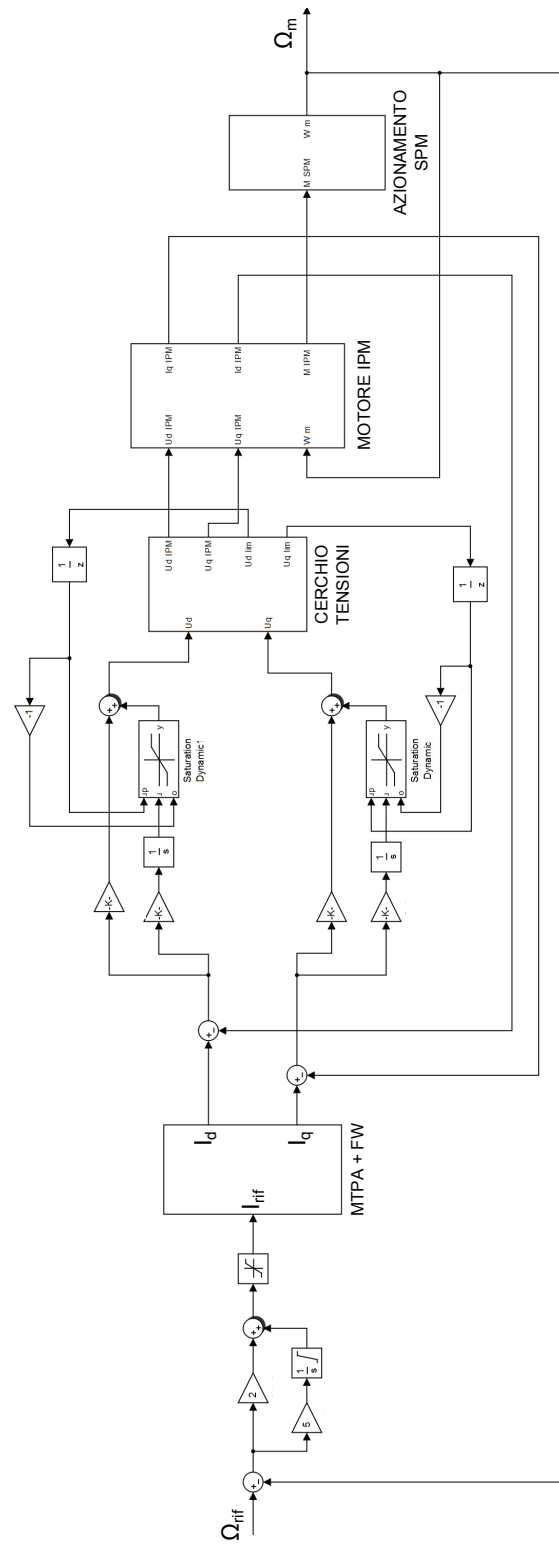 Ω_rif
+-
2
5
1/s
++
I_rif
I_d
I_q
MTPA + FW
+-
+-
-K-
-K-
1/s
up
u
lo
y
Saturation
Dynamic1
++
-1
1/z
-K-
-K-
1/s
up
u
lo
y
Saturation
Dynamic
++
-1
1/z
Ud
Uq
Ud IPM
Uq IPM
Ud lim
Uq lim
CERCHIO
TENSIONI
Ud IPM
Uq IPM
W m
Iq IPM
Id IPM
M IPM
MOTORE IPM
M SPM
W m
AZIONAMENTO
SPM
Ω_m